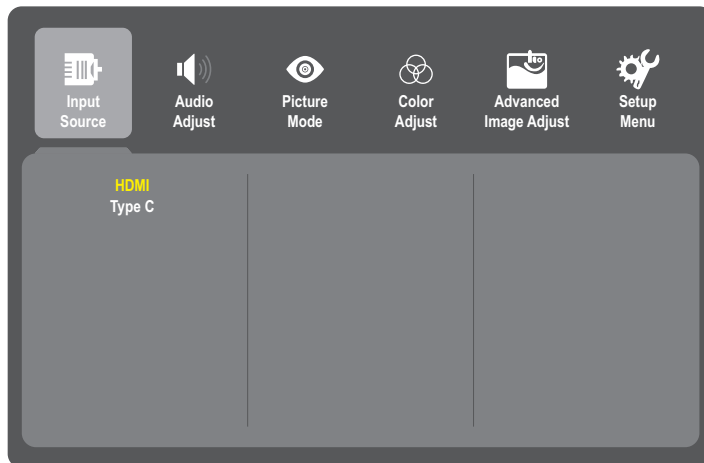 Input
Source
Audio
Adjust
Picture
Mode
Color
Adjust
Advanced
Image Adjust
Setup
Menu
HDMI
Type C